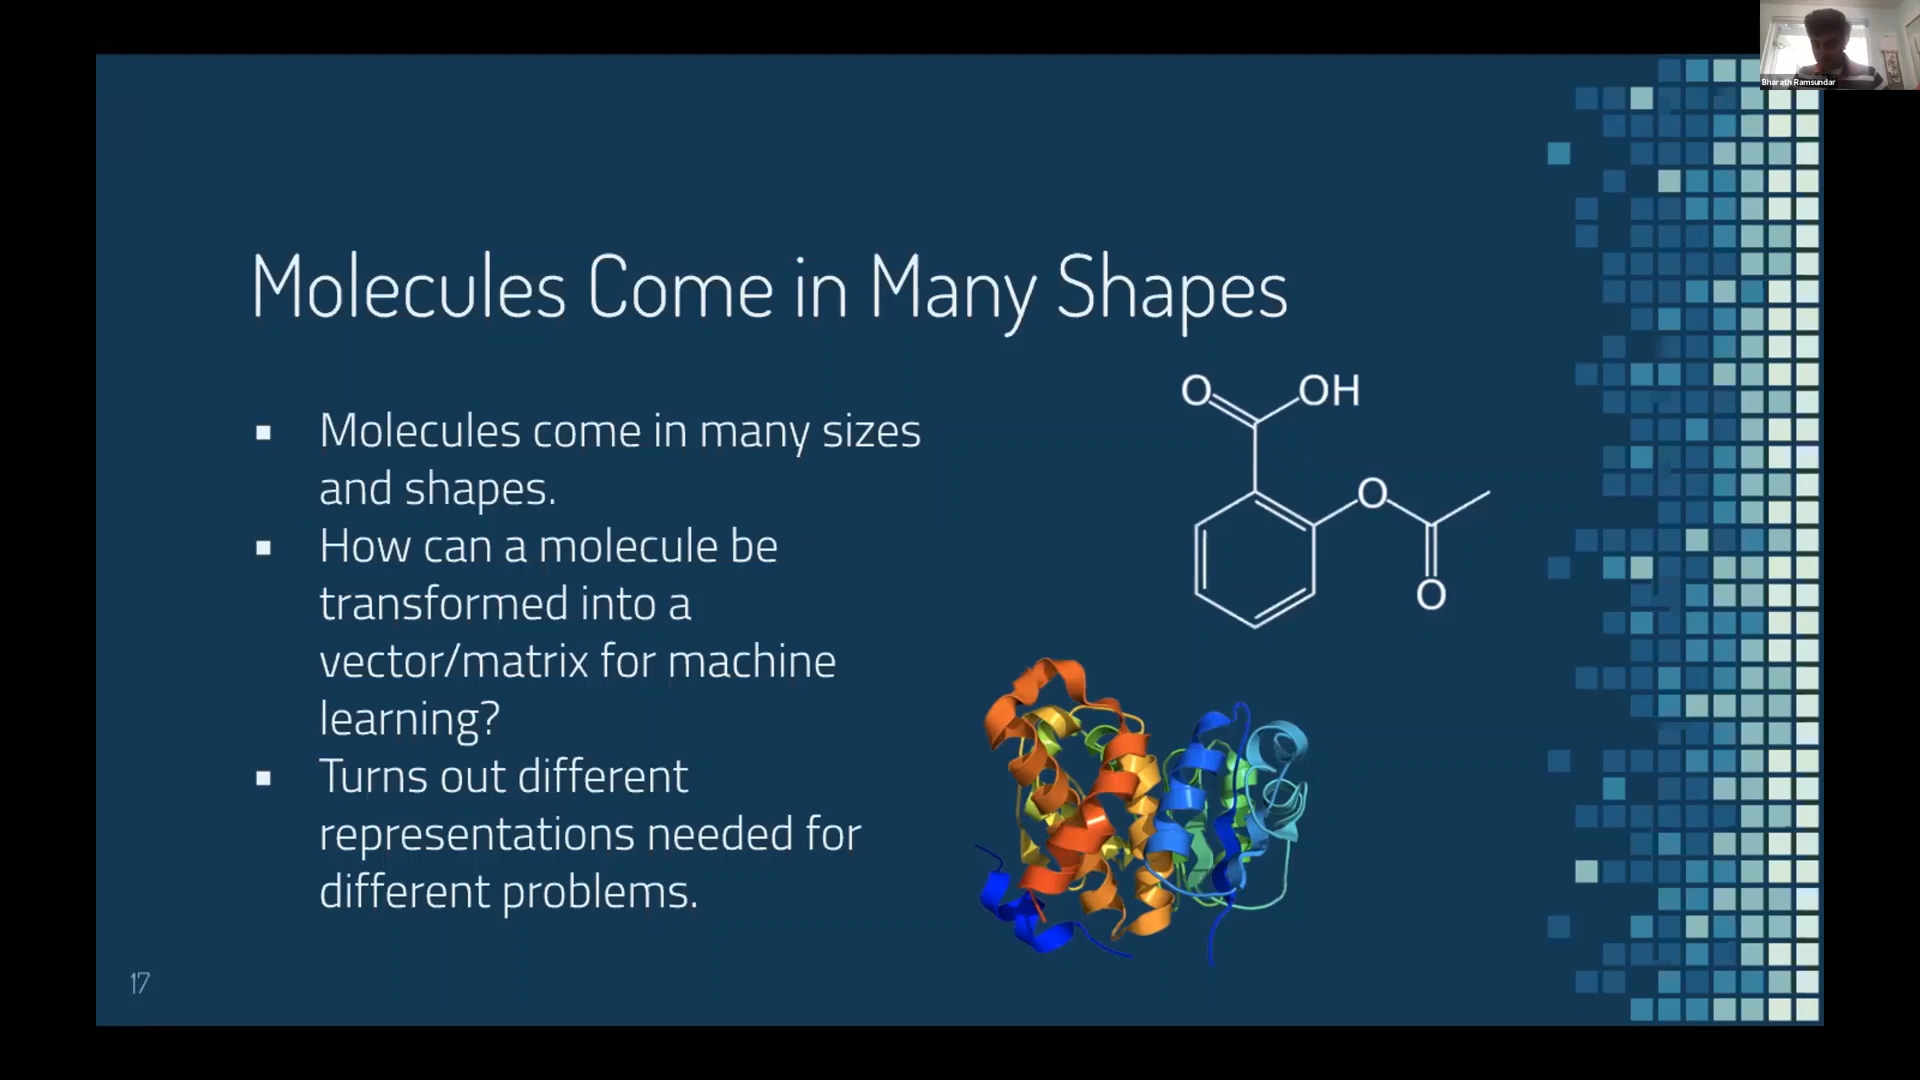 Bharath Ramsundar
Molecules Come in Many Shapes
▪ Molecules come in many sizes
and shapes.
▪ How can a molecule be
transformed into a
vector/matrix for machine
learning?
▪ Turns out different
representations needed for
different problems.
O OH
O
O
17